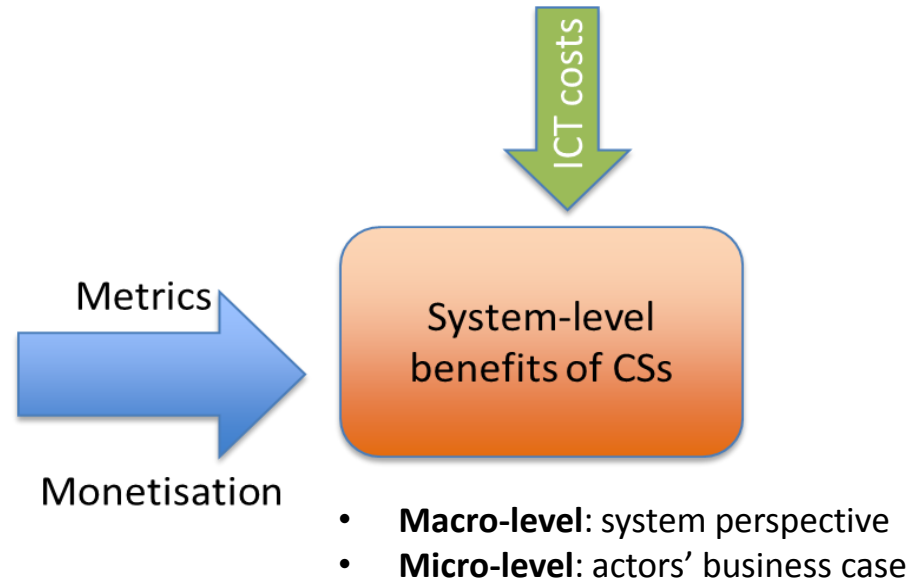 ICT costs
Metrics
System-level
benefits of CSs
Monetisation
• Macro-level: system perspective
• Micro-level: actors’ business case